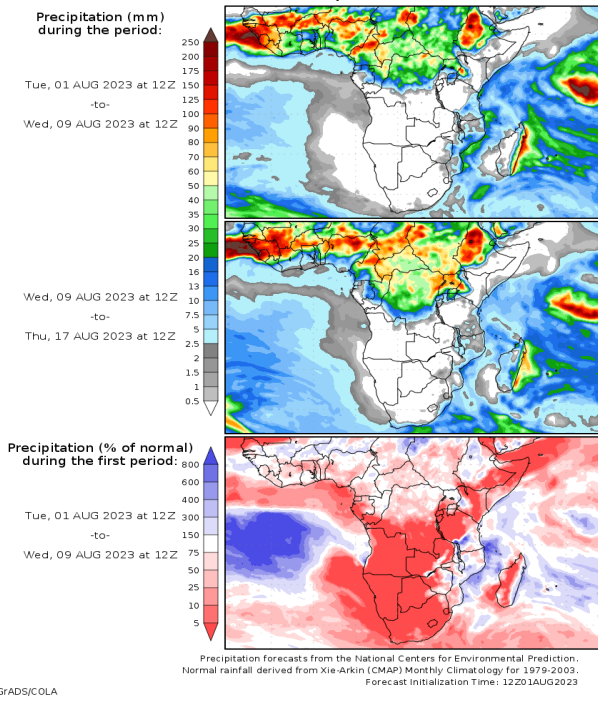 Precipitation (mm)
during the period:
250
200
175
150
125
100
90
80
70
60
50
40
35
30
25
20
16
13
10
7.5
5
2.5
2
1.5
1
0.5
Tue, 01 AUG 2023 at 12Z
-to-
Wed, 09 AUG 2023 at 12Z
Wed, 09 AUG 2023 at 12Z
-to-
Thu, 17 AUG 2023 at 12Z
Precipitation (% of normal)
during the first period:
800
600
400
300
150
75
50
25
10
5
Tue, 01 AUG 2023 at 12Z
-to-
Wed, 09 AUG 2023 at 12Z
Precipitation forecasts from the National Centers for Environmental Prediction.
Normal rainfall derived from Xie-Arkin (CMAP) Monthly Climatology for 1979-2003.
Forecast Initialization Time: 12Z01AUG2023
GrADS/COLA